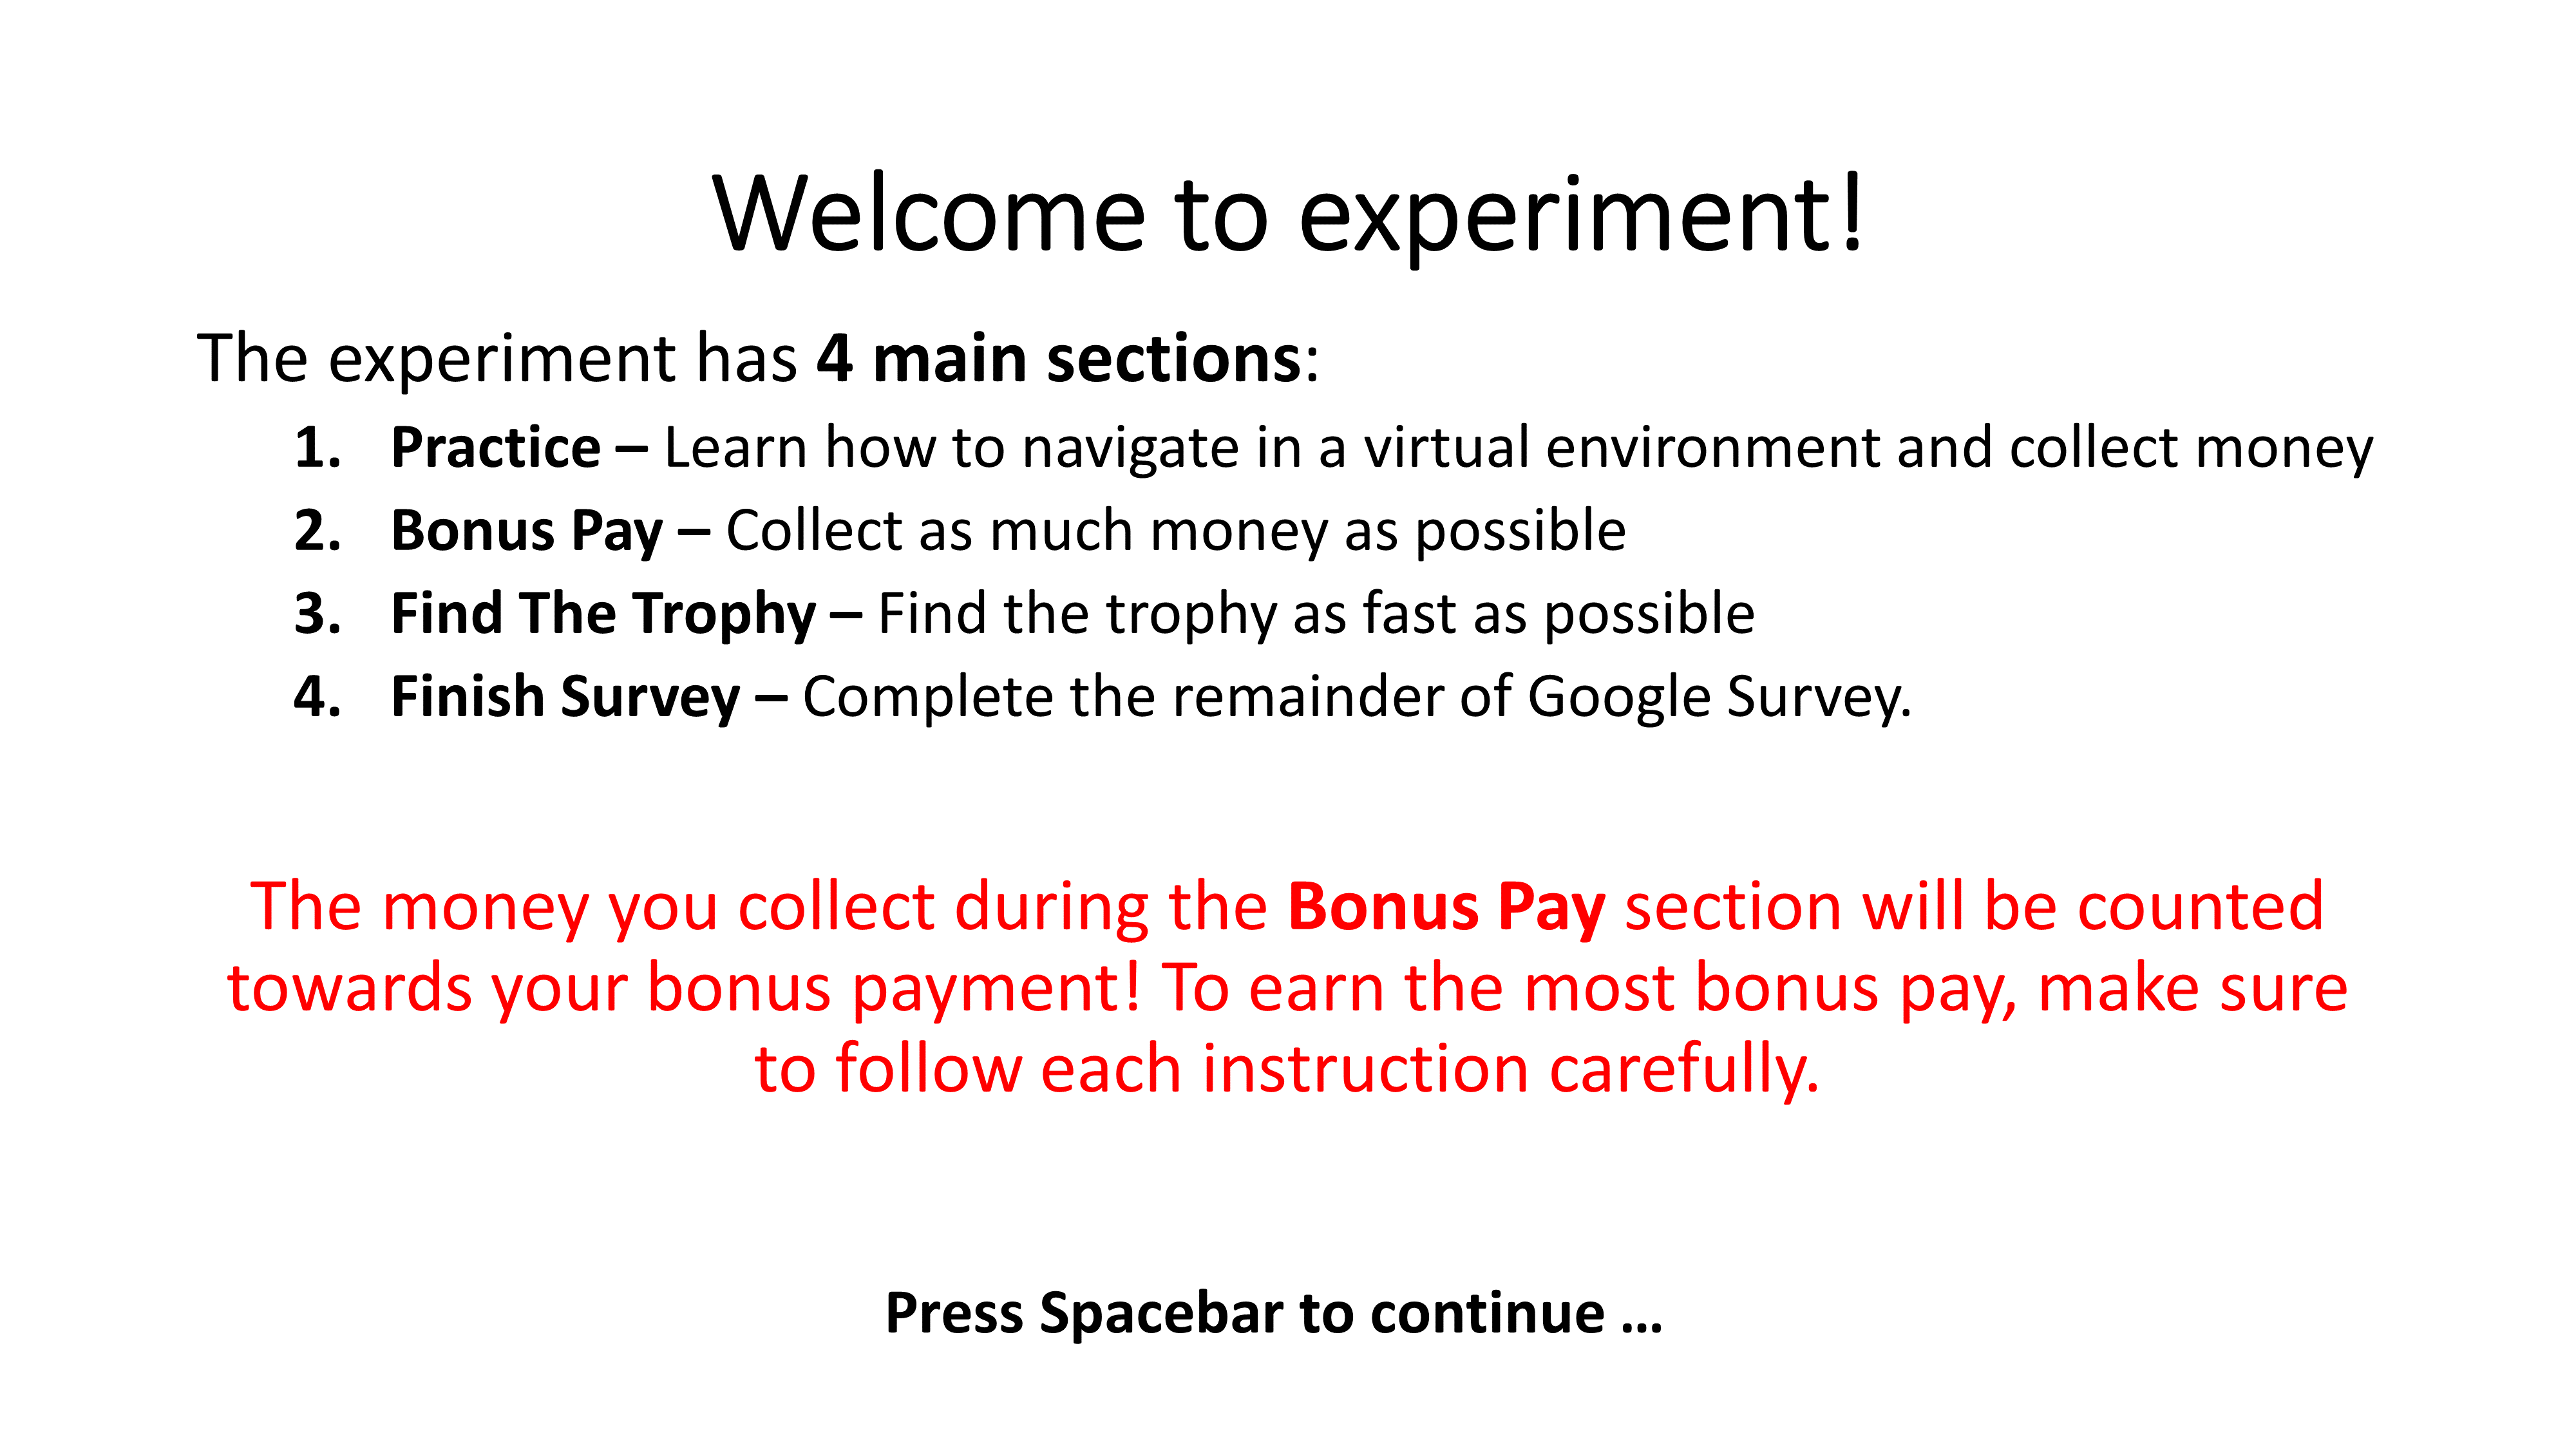 Welcome to experiment!
The experiment has 4 main sections:
1. Practice – Learn how to navigate in a virtual environment and collect money
2. Bonus Pay – Collect as much money as possible
3. Find The Trophy – Find the trophy as fast as possible
4. Finish Survey – Complete the remainder of Google Survey.
The money you collect during the Bonus Pay section will be counted
towards your bonus payment! To earn the most bonus pay, make sure
to follow each instruction carefully.
Press Spacebar to continue …